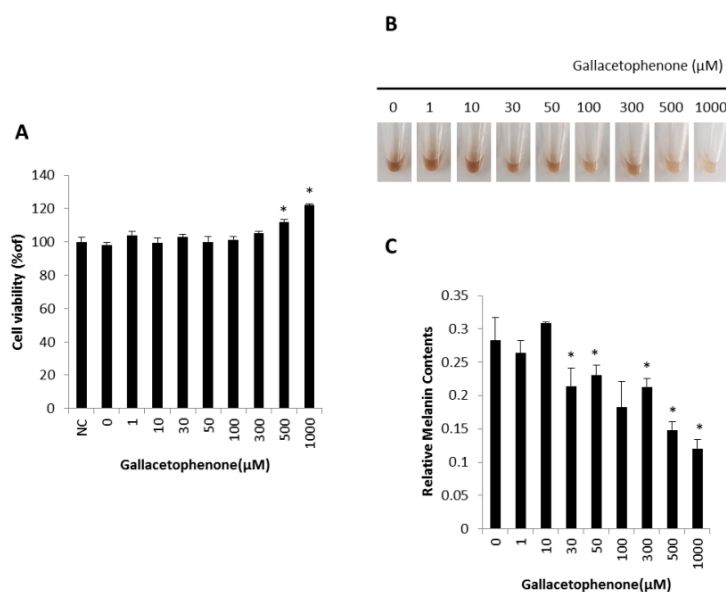 A
Cell viability (%of)
140
120
100
80
60
40
20
0
* *
NC 0 1 10 30 50 100 300 500 1000
Gallacetophenone(μM)
B
Gallacetophenone (μM)
0 1 10 30 50 100 300 500 1000
C
Relative Melanin Contents
0.35
0.3
0.25
0.2
0.15
0.1
0.05
0
* * * * *
0 1 10 30 50 100 300 500 1000
Gallacetophenone(μM)